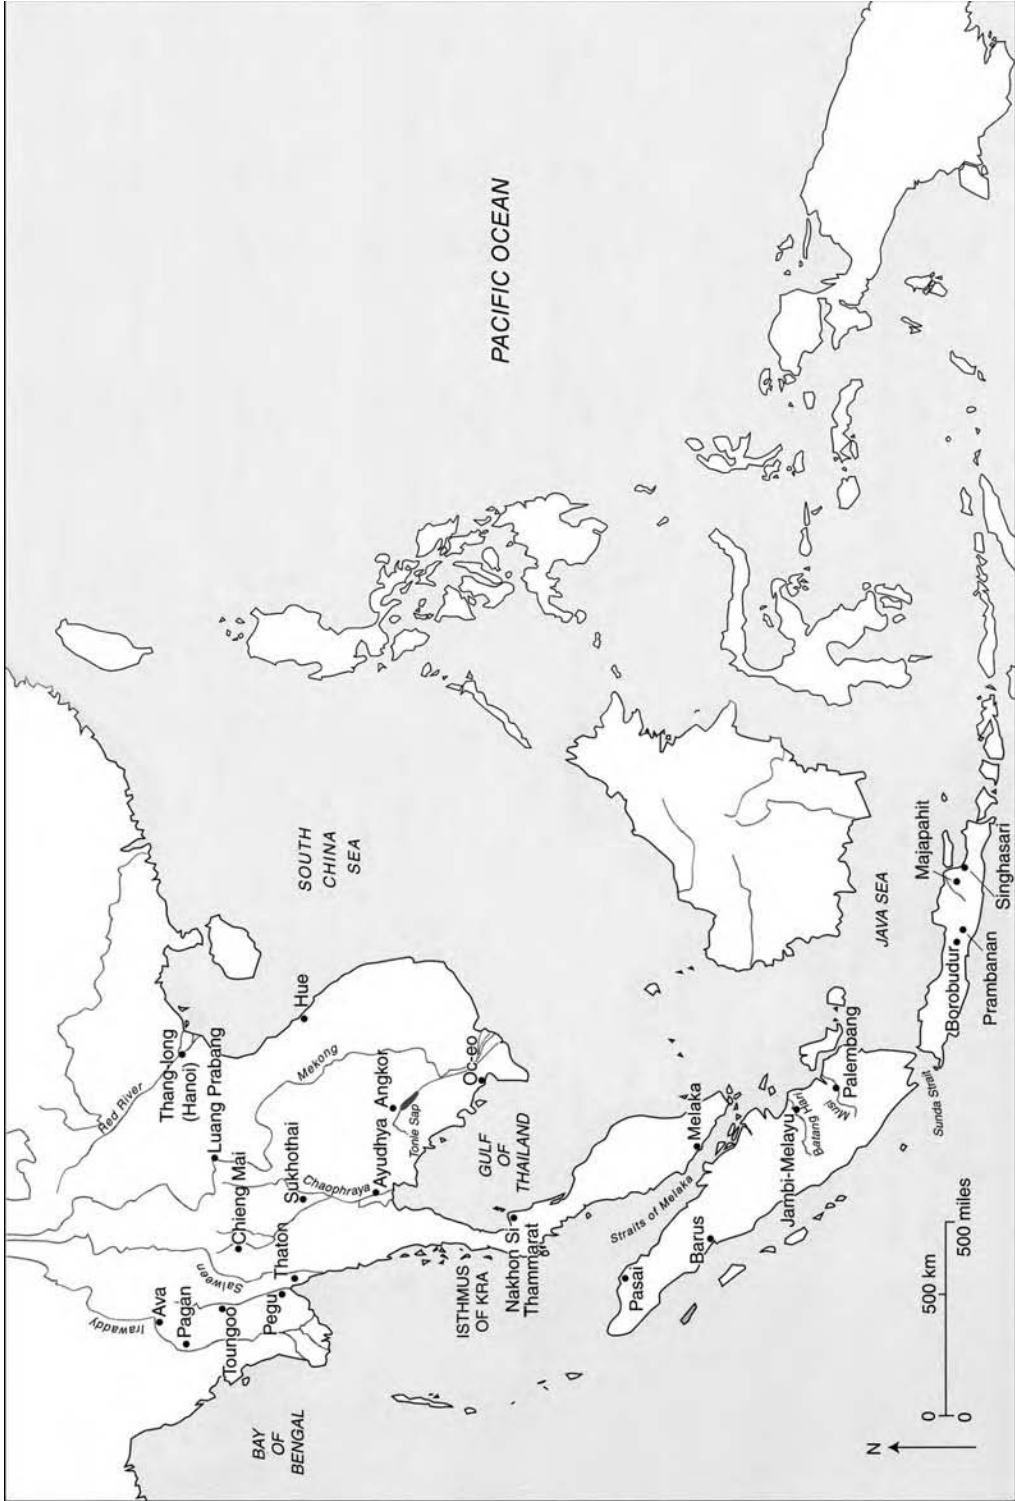 PACIFIC OCEAN
SOUTH
CHINA
SEA
JAVA SEA
BAY
OF
BENGAL
GULF
OF
THAILAND
ISTHMUS
OF KRA
Straits of Melaka
Sunda Strait
Red River
Mekong
Irawaddy
Salween
Chaophraya
Tonle Sap
Batang Hari
Musi
Ava
Pagan
Toungoo
Pegu
Thaton
Chieng Mai
Sukhothai
Luang Prabang
Thang-long
(Hanoi)
Hue
Ayudhya
Angkor
Oc-eo
Nakhon Si
Thammarat
Pasai
Barus
Melaka
Jambi-Melayu
Palembang
Borobudur
Prambanan
Majapahit
Singhasari
N
0
500 km
0
500 miles